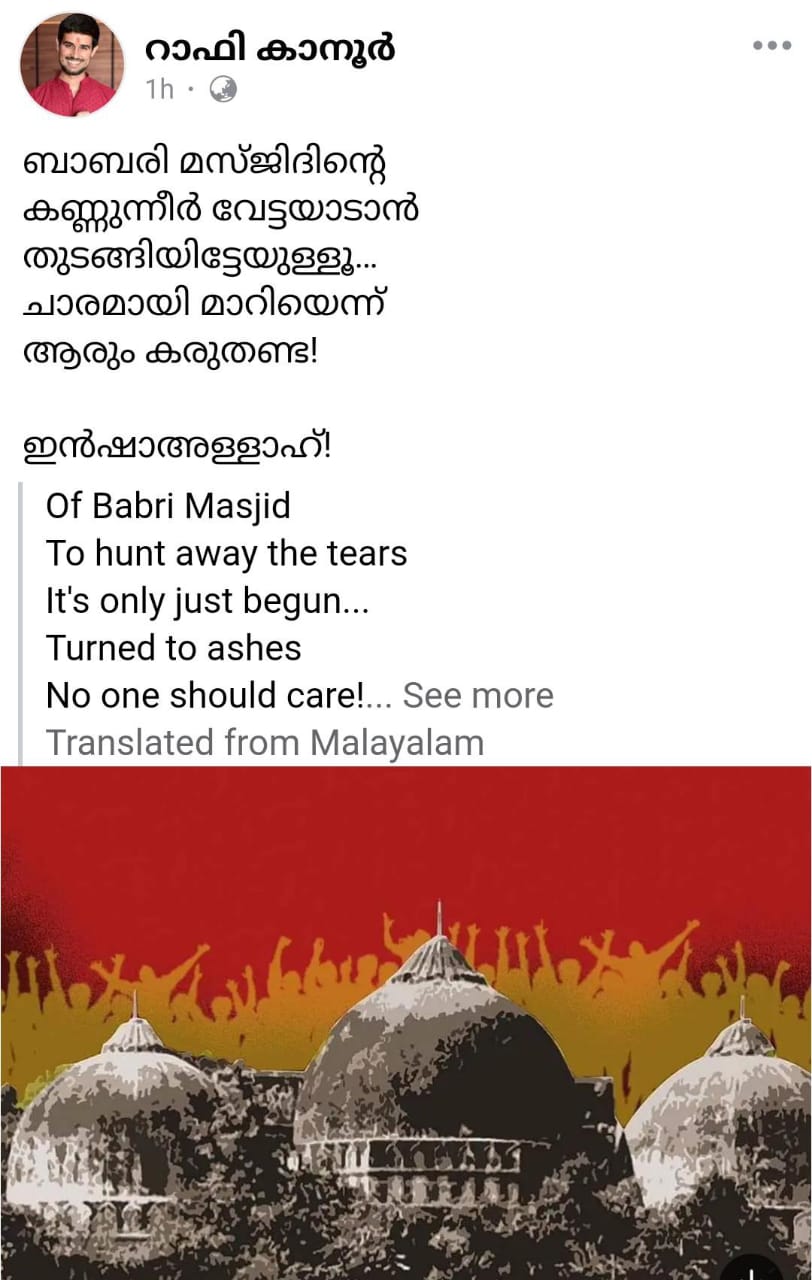 റാഫി കാനൂർ
1h ·
ബാബരി മസ്ജിദിന്റെ
കണ്ണുന്നീർ വേട്ടയാടാൻ
തുടങ്ങിയിട്ടേയുള്ളൂ...
ചാരമായി മാറിയെന്ന്
ആരും കരുതണ്ട!
ഇൻഷാഅള്ളാഹ്!
Of Babri Masjid
To hunt away the tears
It's only just begun...
Turned to ashes
No one should care!... See more
Translated from Malayalam